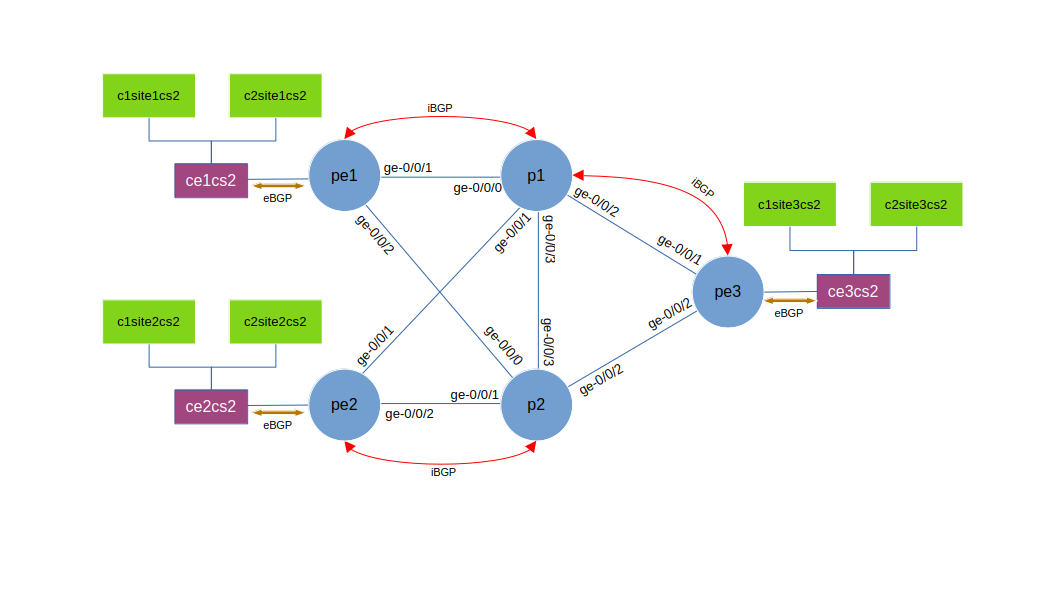 c1site1cs2
c2site1cs2
iBGP
ce1cs2
eBGP
pe1
ge-0/0/1
ge-0/0/0
p1
iBGP
ge-0/0/2
ge-0/0/2
ge-0/0/1
ge-0/0/3
ge-0/0/1
c1site3cs2
c2site3cs2
pe3
ce3cs2
eBGP
c1site2cs2
c2site2cs2
ge-0/0/1
ge-0/0/0
ge-0/0/3
ge-0/0/2
ge-0/0/2
ce2cs2
eBGP
pe2
ge-0/0/1
ge-0/0/2
p2
iBGP